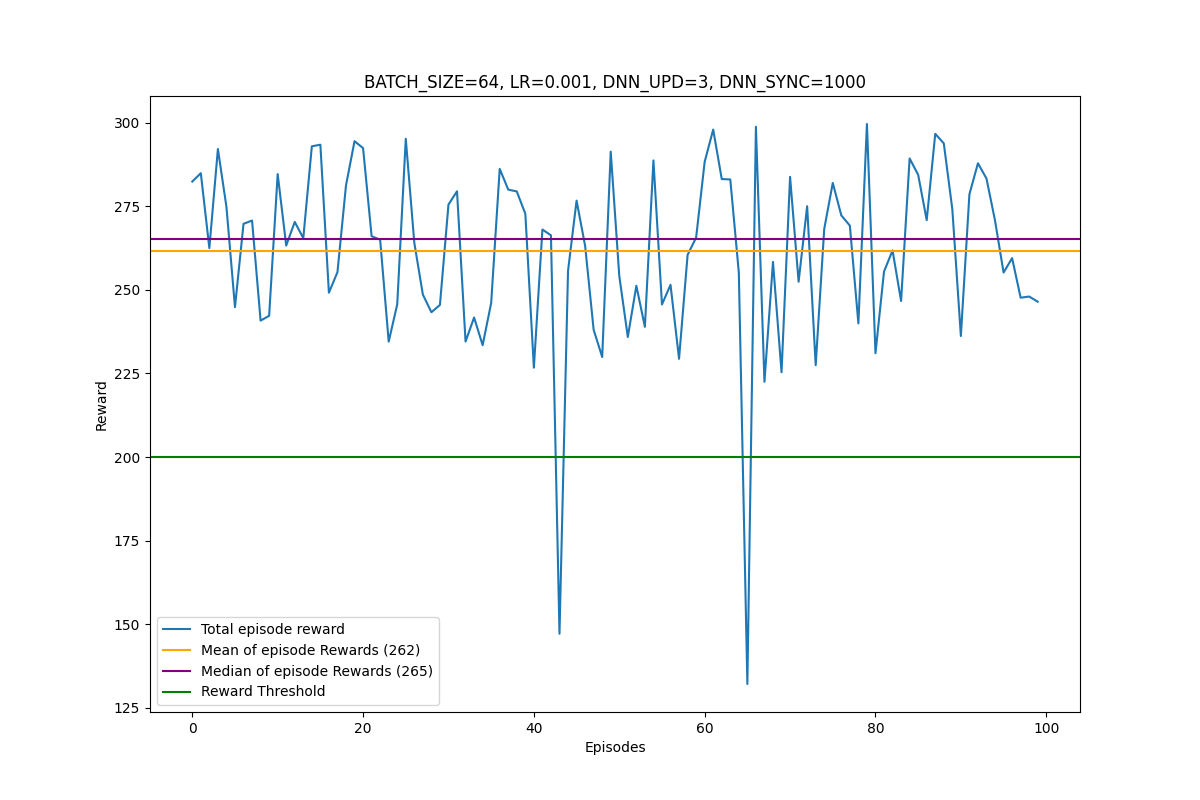 BATCH_SIZE=64, LR=0.001, DNN_UPD=3, DNN_SYNC=1000
300
275
250
225
200
175
150
125
Reward
Total episode reward
Mean of episode Rewards (262)
Median of episode Rewards (265)
Reward Threshold
0 20 40 60 80 100
Episodes